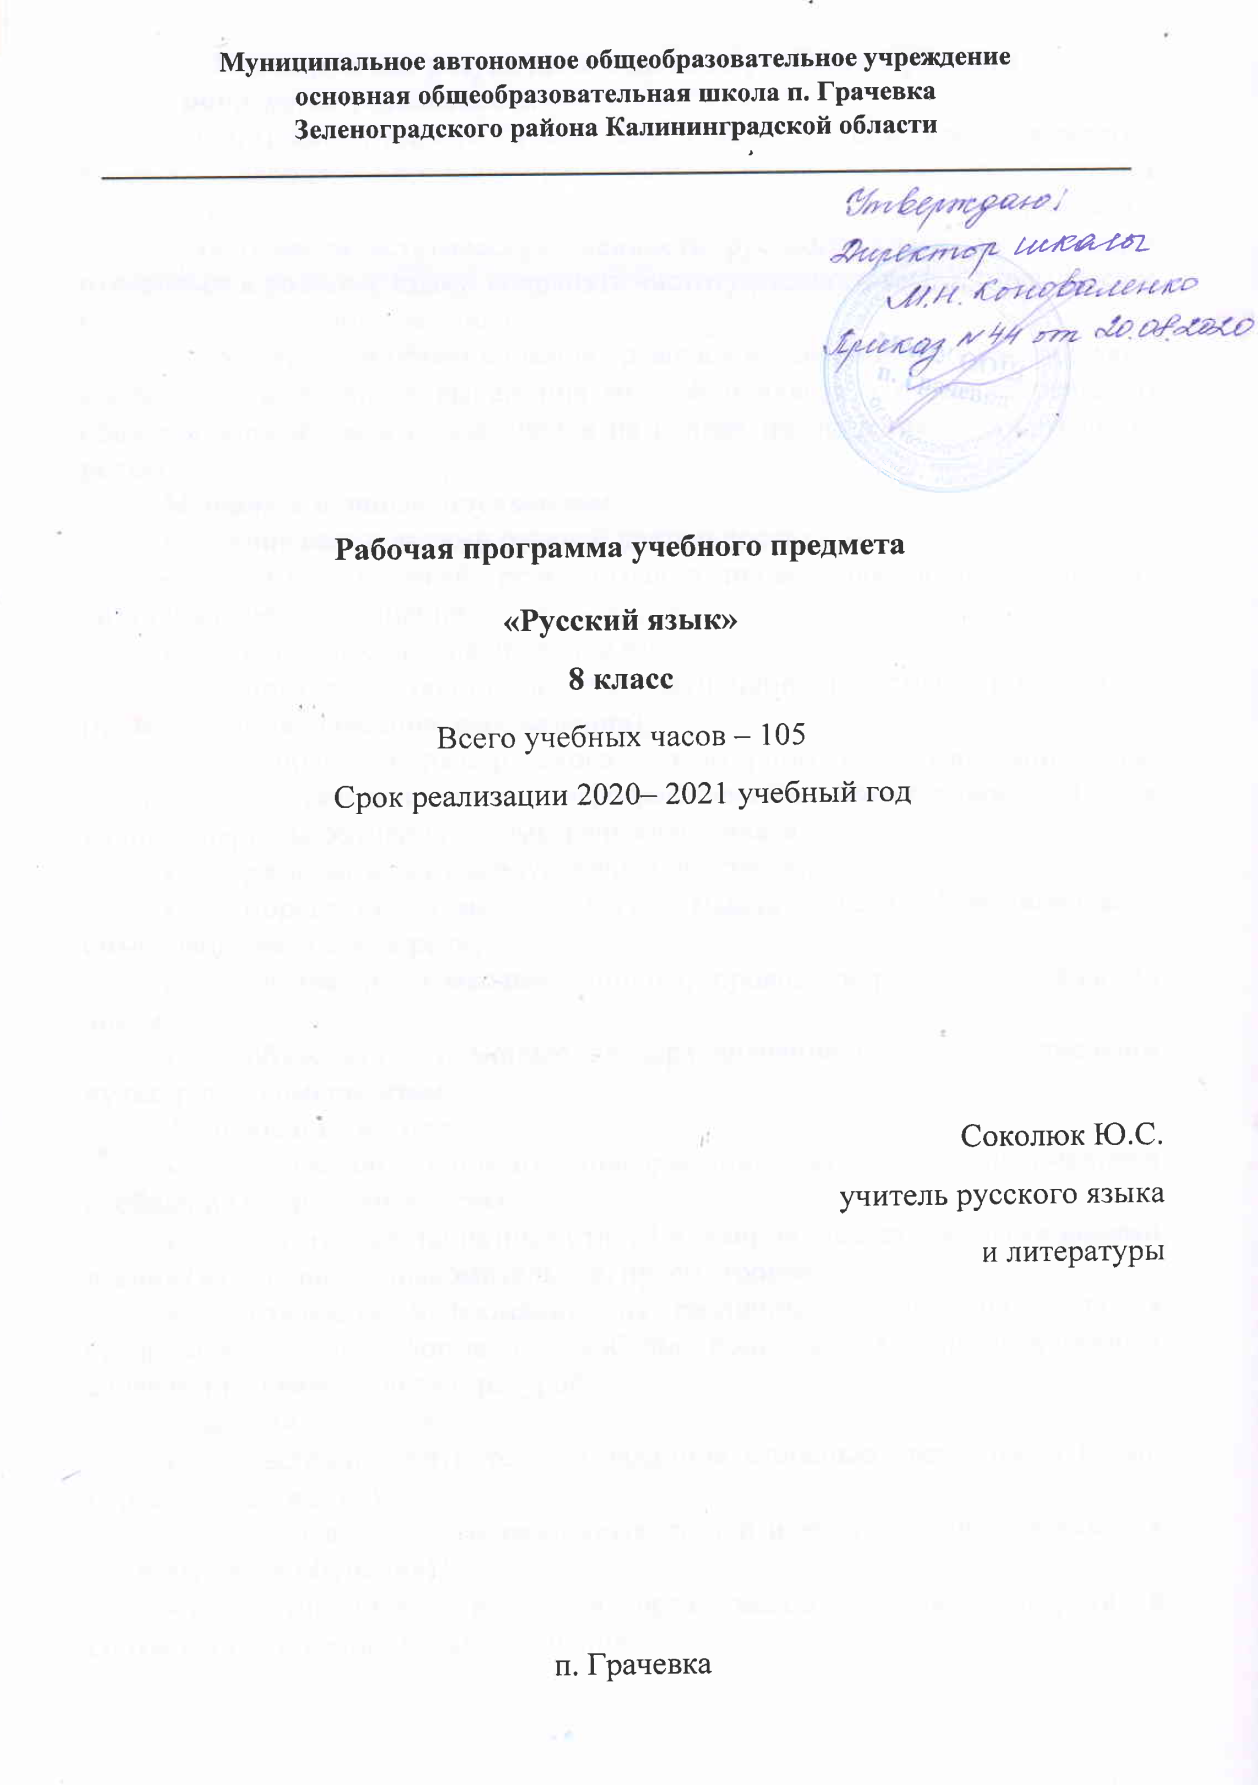 Муниципальное автономное общеобразовательное учреждение
основная общеобразовательная школа п. Грачевка
Зеленоградского района Калининградской области
Утверждаю!
Директор школы
М.Н. Коноваленко
Приказ №44 от 20.08.2020
п. Грачевка
Рабочая программа учебного предмета
«Русский язык»
8 класс
Всего учебных часов – 105
Срок реализации 2020– 2021 учебный год
Соколюк Ю.С.
учитель русского языка
и литературы
п. Грачевка